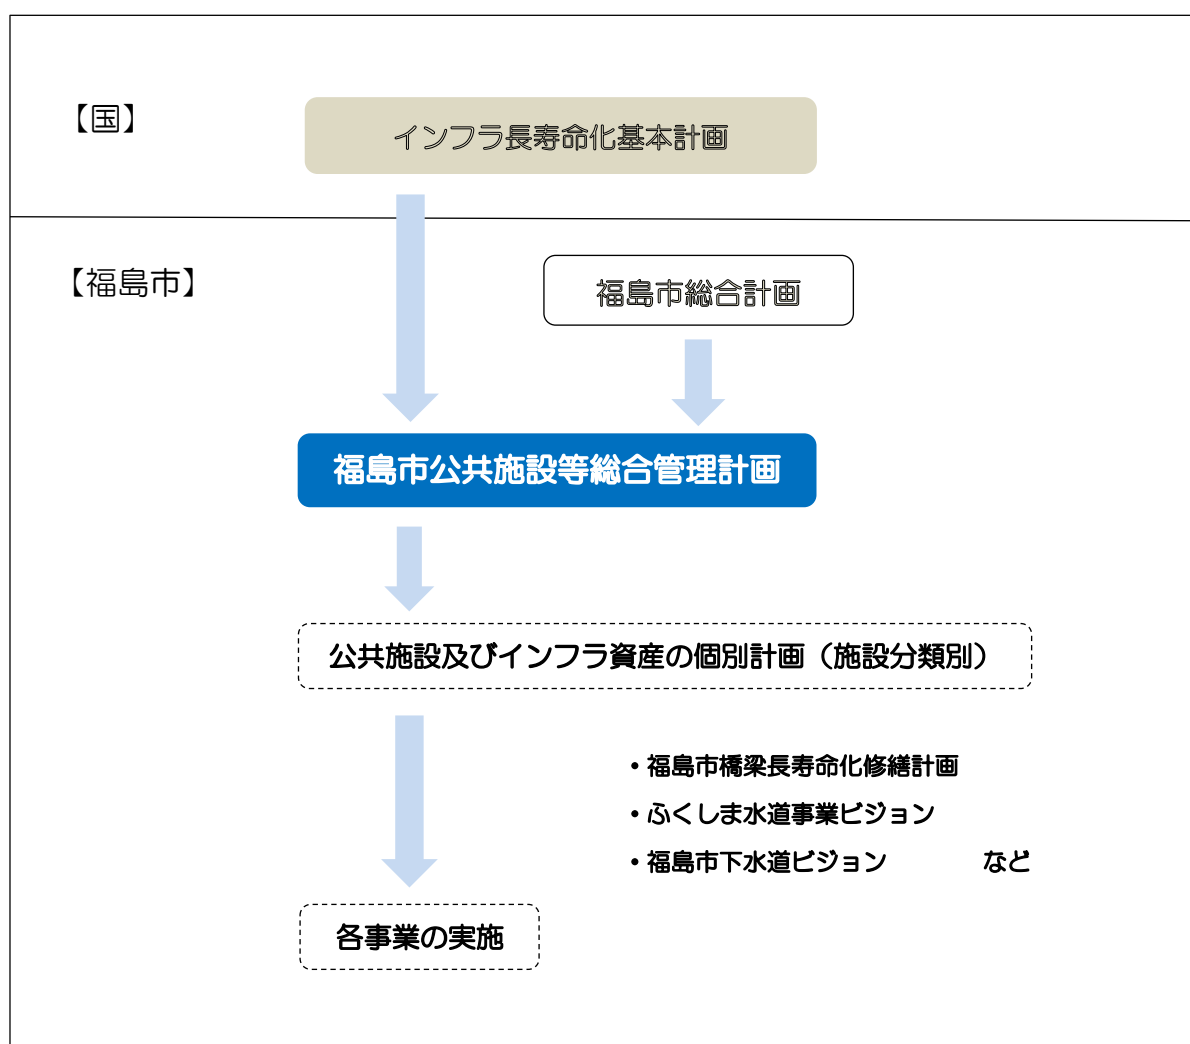 【国】
インフラ長寿命化基本計画
【福島市】
福島市総合計画
福島市公共施設等総合管理計画
公共施設及びインフラ資産の個別計画（施設分類別）
・福島市橋梁長寿命化修繕計画
・ふくしま水道事業ビジョン
・福島市下水道ビジョン　　　　など
各事業の実施